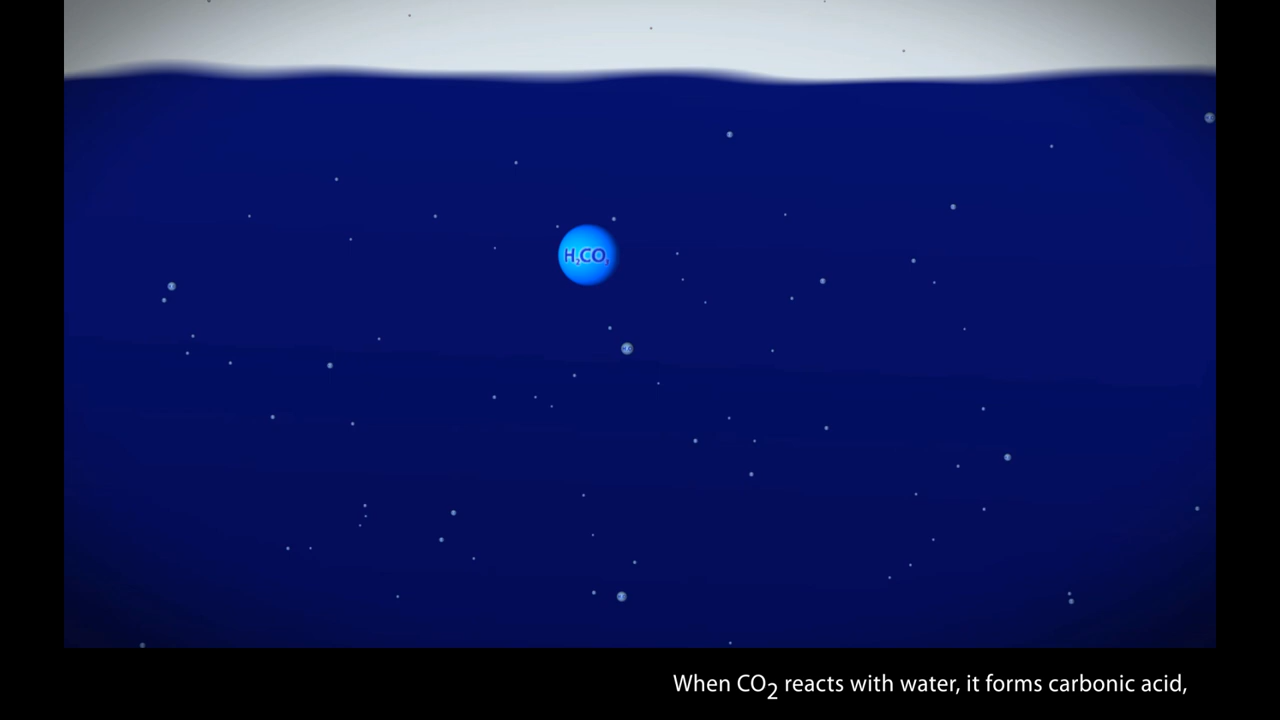 H₂CO₃
When CO₂ reacts with water, it forms carbonic acid,